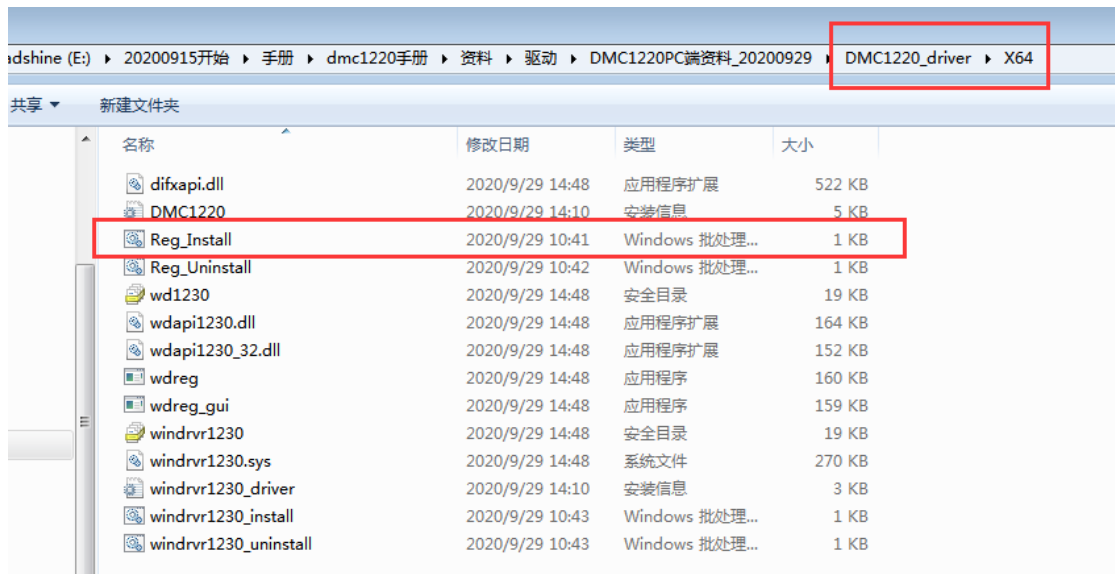 adshine (E:) ▸ 20200915开始 ▸ 手册 ▸ dmc1220手册 ▸ 资料 ▸ 驱动 ▸ DMC1220PC端资料_20200929 ▸ DMC1220_driver ▸ X64
共享 新建文件夹
名称 修改日期 类型 大小
difxapi.dll 2020/9/29 14:48 应用程序扩展 522 KB
DMC1220 2020/9/29 14:10 安装信息 5 KB
Reg_Install 2020/9/29 10:41 Windows 批处理... 1 KB
Reg_Uninstall 2020/9/29 10:42 Windows 批处理... 1 KB
wd1230 2020/9/29 14:48 安全目录 19 KB
wdapi1230.dll 2020/9/29 14:48 应用程序扩展 164 KB
wdapi1230_32.dll 2020/9/29 14:48 应用程序扩展 152 KB
wdreg 2020/9/29 14:48 应用程序 160 KB
wdreg_gui 2020/9/29 14:48 应用程序 159 KB
windrvr1230 2020/9/29 14:48 安全目录 19 KB
windrvr1230.sys 2020/9/29 14:48 系统文件 270 KB
windrvr1230_driver 2020/9/29 14:10 安装信息 3 KB
windrvr1230_install 2020/9/29 10:43 Windows 批处理... 1 KB
windrvr1230_uninstall 2020/9/29 10:43 Windows 批处理... 1 KB